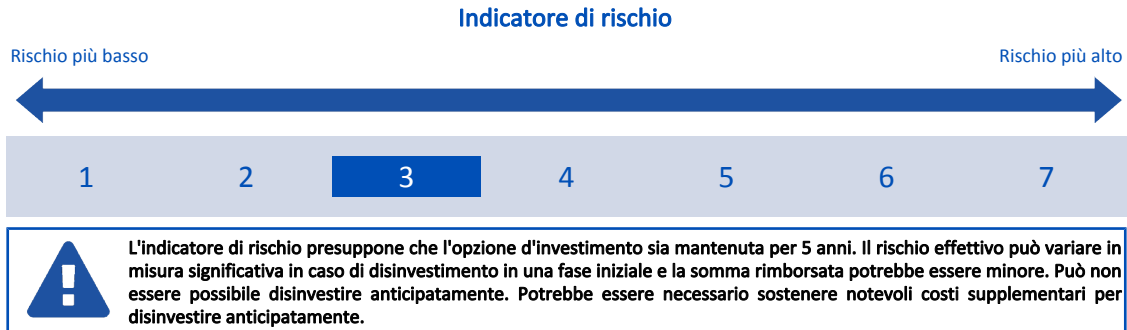 Indicatore di rischio
Rischio più basso
Rischio più alto
1 2 3 4 5 6 7
L'indicatore di rischio presuppone che l'opzione d'investimento sia mantenuta per 5 anni. Il rischio effettivo può variare in
misura significativa in caso di disinvestimento in una fase iniziale e la somma rimborsata potrebbe essere minore. Può non
essere possibile disinvestire anticipatamente. Potrebbe essere necessario sostenere notevoli costi supplementari per
disinvestire anticipatamente.